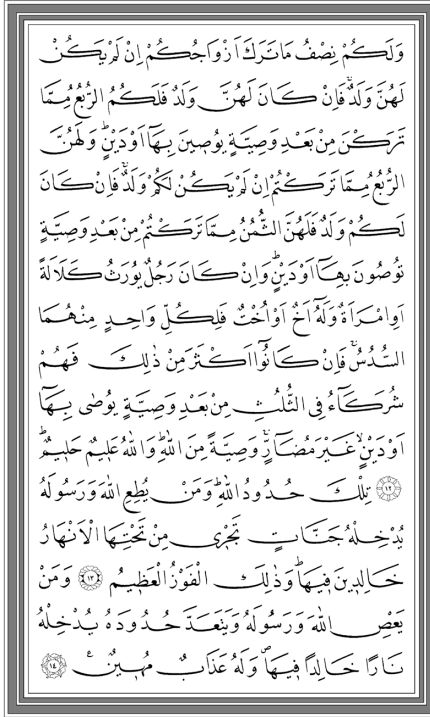 وَلَكُمْ نِصْفُ مَا تَرَكَ اَزْوَاجُكُمْ اِنْ لَمْ يَكُنْ
لَهُنَّ وَلَدٌۚ فَاِنْ كَانَ لَهُنَّ وَلَدٌ فَلَكُمُ الرُّبُعُ مِمَّا
تَرَكْنَ مِنْ بَعْدِ وَصِيَّةٍ يُوصِينَ بِهَٓا اَوْ دَيْنٍۜ وَلَهُنَّ
الرُّبُعُ مِمَّا تَرَكْتُمْ اِنْ لَمْ يَكُنْ لَكُمْ وَلَدٌۚ فَاِنْ كَانَ
لَكُمْ وَلَدٌ فَلَهُنَّ الثُّمُنُ مِمَّا تَرَكْتُمْ مِنْ بَعْدِ وَصِيَّةٍ
تُوصُونَ بِهَٓا اَوْ دَيْنٍۜ وَاِنْ كَانَ رَجُلٌ يُورَثُ كَلَالَةً
اَوِ امْرَاَةٌ وَلَهُٓ اَخٌ اَوْ اُخْتٌ فَلِكُلِّ وَاحِدٍ مِنْهُمَا
السُّدُسُۚ فَاِنْ كَانُٓوا اَكْثَرَ مِنْ ذٰلِكَ فَهُمْ
شُرَكَٓاءُ فِي الثُّلُثِ مِنْ بَعْدِ وَصِيَّةٍ يُوصٰى بِهَٓا
اَوْ دَيْنٍۙ غَيْرَ مُضَٓارٍّۚ وَصِيَّةً مِنَ اللّٰهِۜ وَاللّٰهُ عَلِيمٌ حَلِيمٌۜ
﴿١٢﴾ تِلْكَ حُدُودُ اللّٰهِۜ وَمَنْ يُطِعِ اللّٰهَ وَرَسُولَهُ
يُدْخِلْهُ جَنَّاتٍ تَجْرِي مِنْ تَحْتِهَا الْاَنْهَارُ
خَالِدِينَ فِيهَاۜ وَذٰلِكَ الْفَوْزُ الْعَظِيمُ ﴿١٣﴾ وَمَنْ
يَعْصِ اللّٰهَ وَرَسُولَهُ وَيَتَعَدَّ حُدُودَهُ يُدْخِلْهُ
نَارًا خَالِدًا فِيهَاۖ وَلَهُ عَذَابٌ مُهِينٌ۟ ﴿١٤﴾